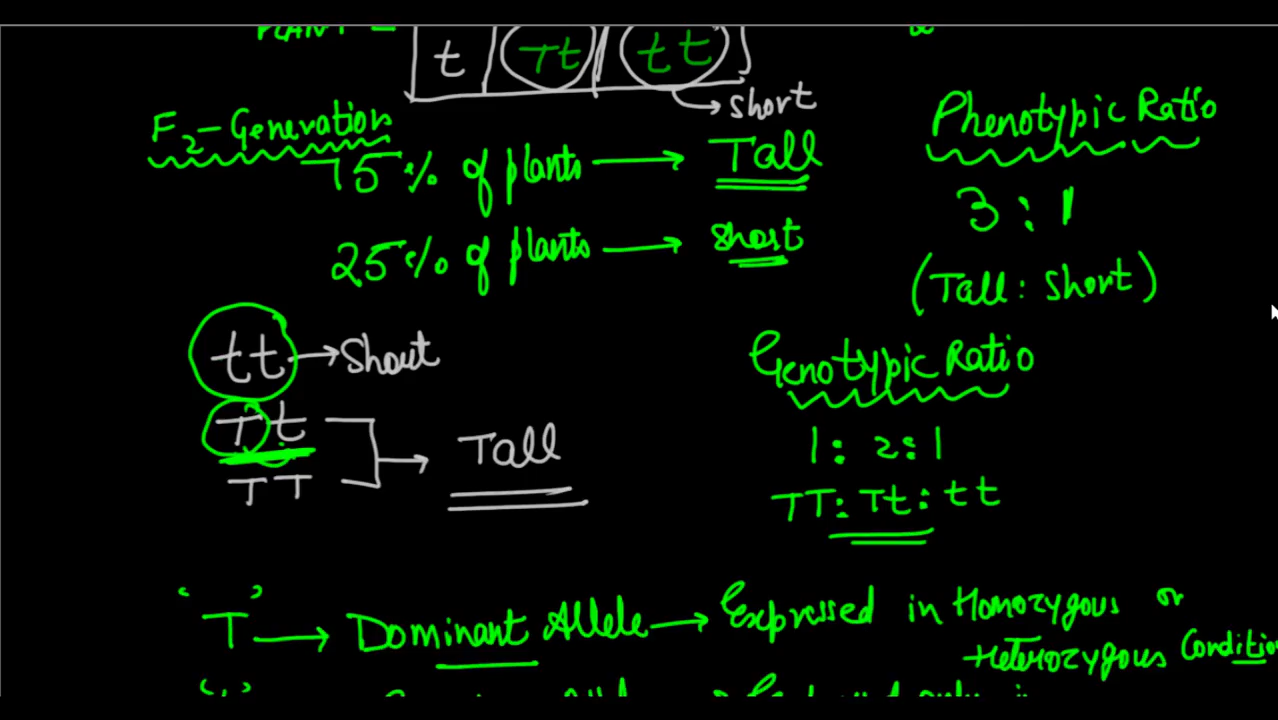 PLANT =
t Tt tt
short
F2-Generation
75% of plants → Tall
25% of plants → short
Phenotypic Ratio
3 : 1
(Tall : Short)
tt → Short
Tt
TT
Tall
Genotypic Ratio
1 : 2 : 1
TT : Tt : tt
'T' → Dominant Allele → Expressed in Homozygous or
Heterozygous Condition